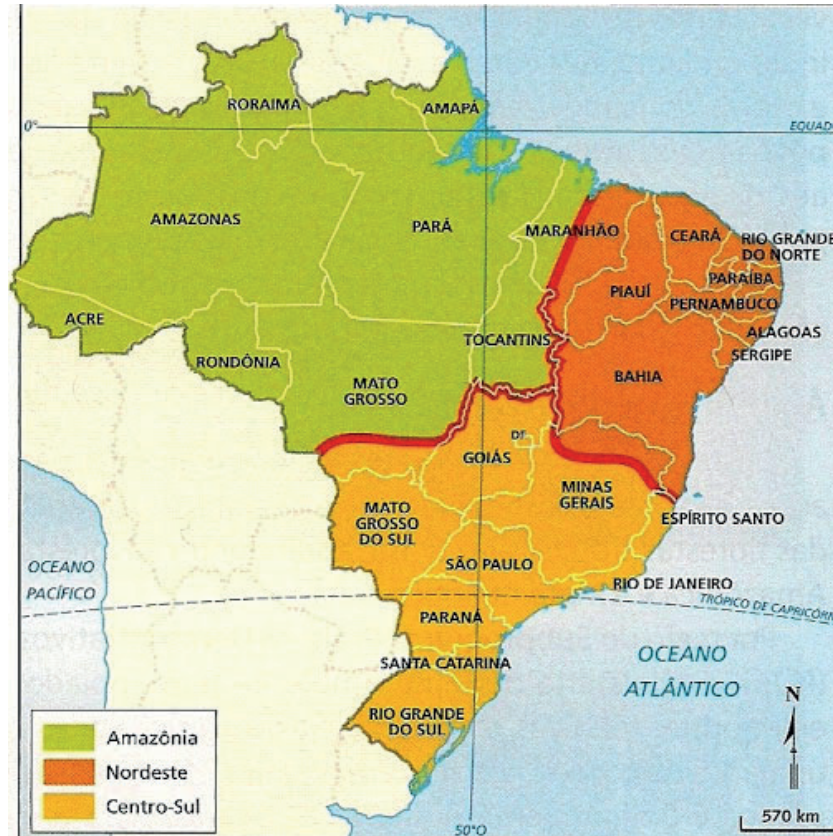 RORAIMA
AMAPÁ
0°
EQUAD
AMAZONAS
PARÁ
MARANHÃO
CEARÁ
RIO GRANDE
DO NORTE
PARAÍBA
PIAUÍ
PERNAMBUCO
ACRE
ALAGOAS
TOCANTINS
SERGIPE
RONDÔNIA
BAHIA
MATO
GROSSO
DF
GOIÁS
MINAS
GERAIS
MATO
GROSSO
DO SUL
ESPÍRITO SANTO
SÃO PAULO
OCEANO
PACÍFICO
RIO DE JANEIRO
TRÓPICO DE CAPRICÓRN
PARANÁ
SANTA CATARINA
OCEANO
ATLÂNTICO
RIO GRANDE
DO SUL
N
Amazônia
Nordeste
Centro-Sul
570 km
50°O